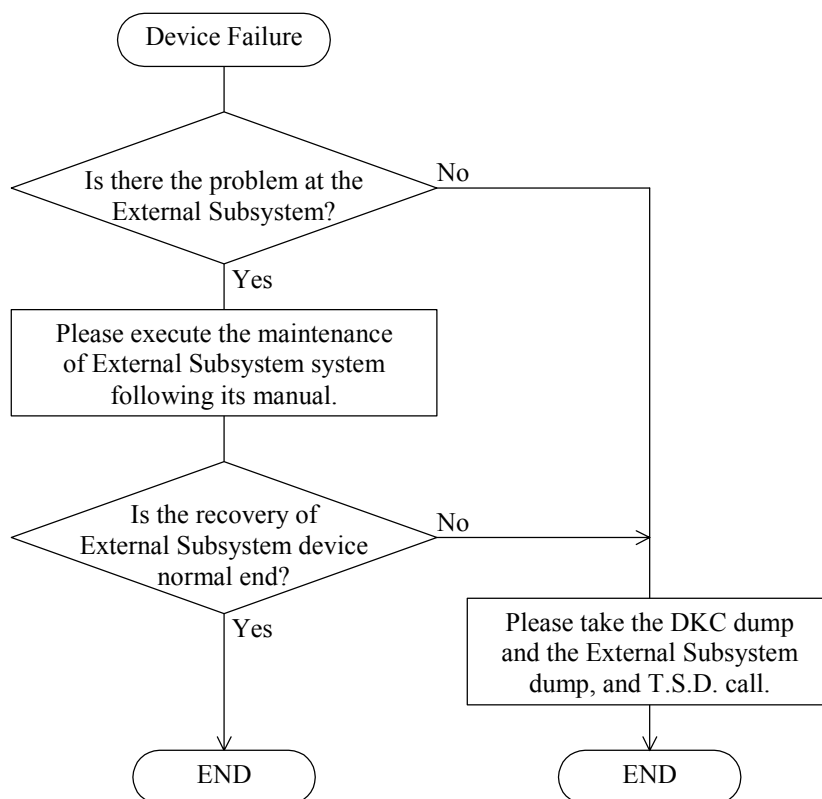 Device Failure
Is there the problem at the
External Subsystem?
No
Yes
Please execute the maintenance
of External Subsystem system
following its manual.
Is the recovery of
External Subsystem device
normal end?
No
Yes
Please take the DKC dump
and the External Subsystem
dump, and T.S.D. call.
END
END